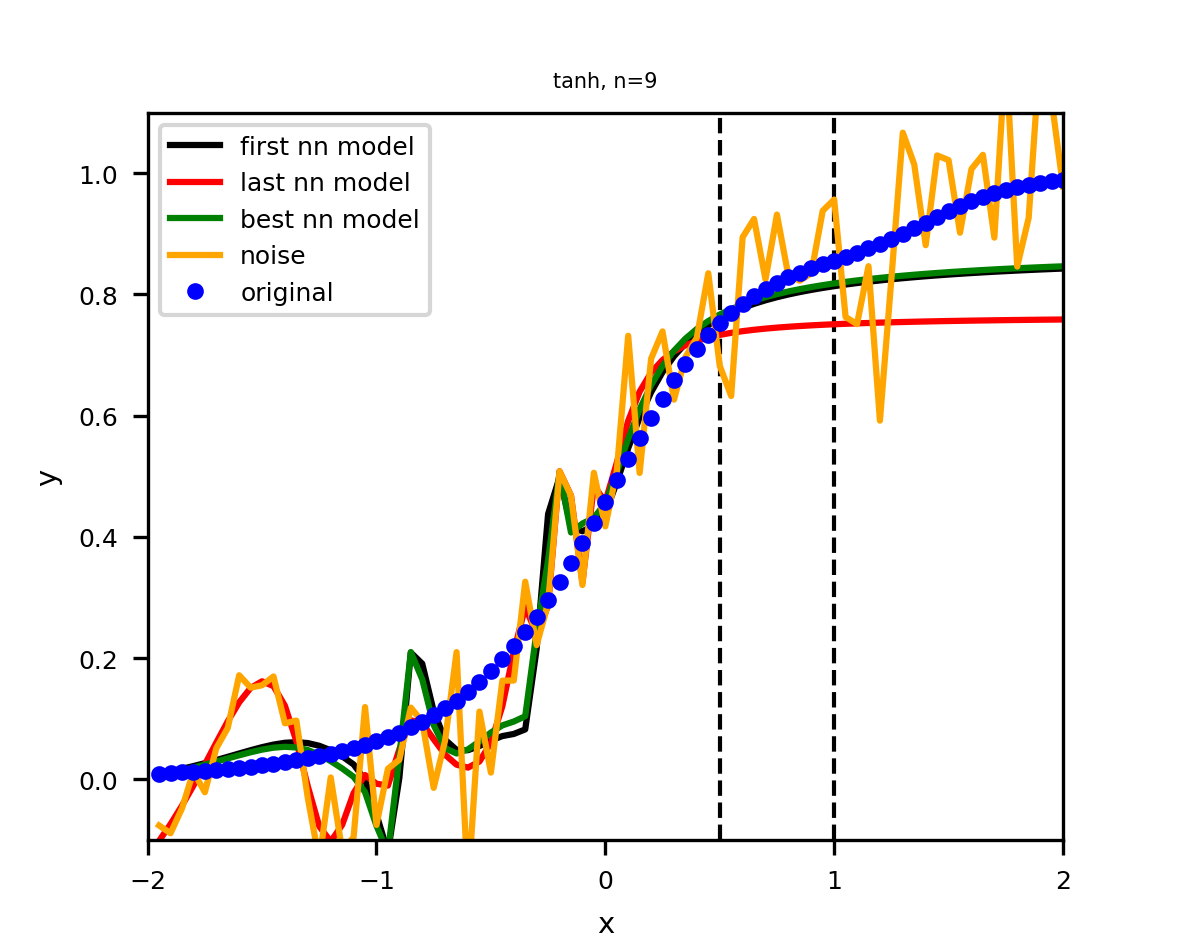 tanh, n=9
first nn model
last nn model
best nn model
noise
original
1.0
0.8
0.6
0.4
0.2
0.0
y
−2 −1 0 1 2
x